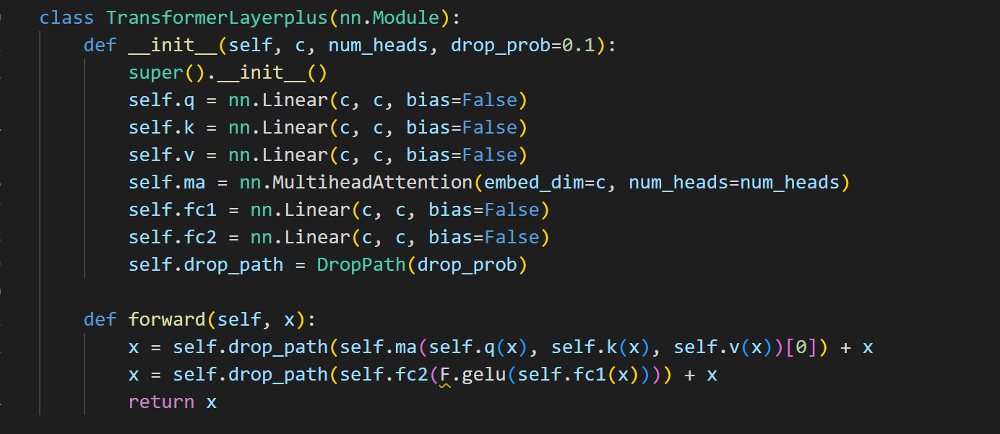 class TransformerLayerplus(nn.Module):
    def __init__(self, c, num_heads, drop_prob=0.1):
        super().__init__()
        self.q = nn.Linear(c, c, bias=False)
        self.k = nn.Linear(c, c, bias=False)
        self.v = nn.Linear(c, c, bias=False)
        self.ma = nn.MultiheadAttention(embed_dim=c, num_heads=num_heads)
        self.fc1 = nn.Linear(c, c, bias=False)
        self.fc2 = nn.Linear(c, c, bias=False)
        self.drop_path = DropPath(drop_prob)
    def forward(self, x):
        x = self.drop_path(self.ma(self.q(x), self.k(x), self.v(x))[0]) + x
        x = self.drop_path(self.fc2(F.gelu(self.fc1(x)))) + x
        return x